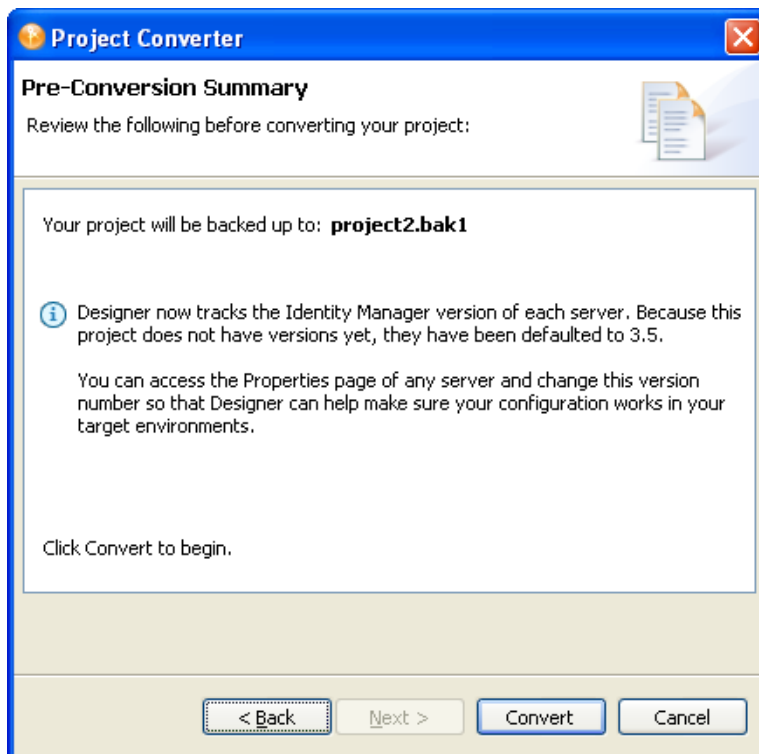 Project Converter
Pre-Conversion Summary
Review the following before converting your project:
Your project will be backed up to: project2.bak1
Designer now tracks the Identity Manager version of each server. Because this
project does not have versions yet, they have been defaulted to 3.5.
You can access the Properties page of any server and change this version
number so that Designer can help make sure your configuration works in your
target environments.
Click Convert to begin.
< Back
Next >
Convert
Cancel